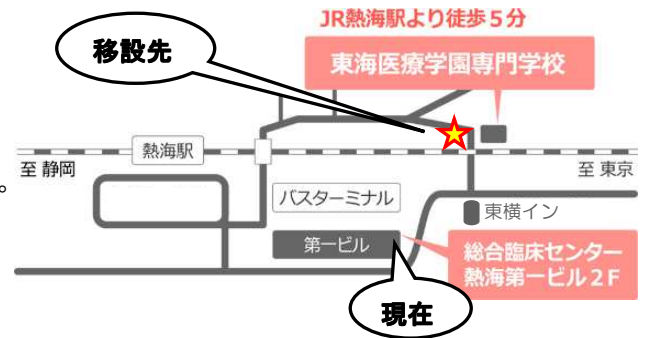 JR熱海駅より徒歩5分
移設先
東海医療学園専門学校
熱海駅
至 静岡
至 東京
。
バスターミナル
東横イン
第一ビル
総合臨床センター
熱海第一ビル2F
現在